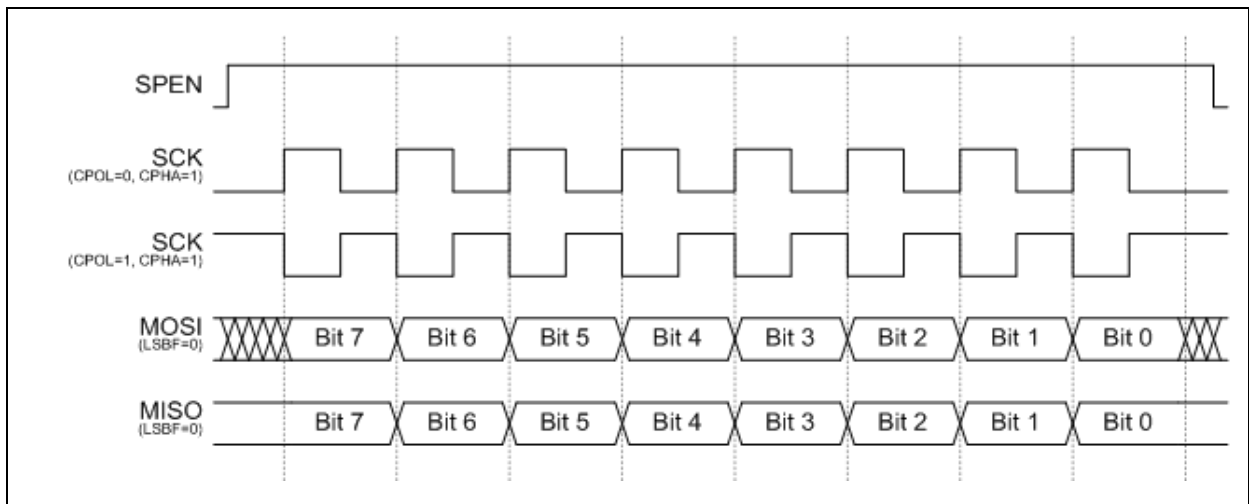 SPEN
SCK
(CPOL=0, CPHA=1)
SCK
(CPOL=1, CPHA=1)
MOSI
(LSBF=0)
Bit 7 Bit 6 Bit 5 Bit 4 Bit 3 Bit 2 Bit 1 Bit 0
MISO
(LSBF=0)
Bit 7 Bit 6 Bit 5 Bit 4 Bit 3 Bit 2 Bit 1 Bit 0